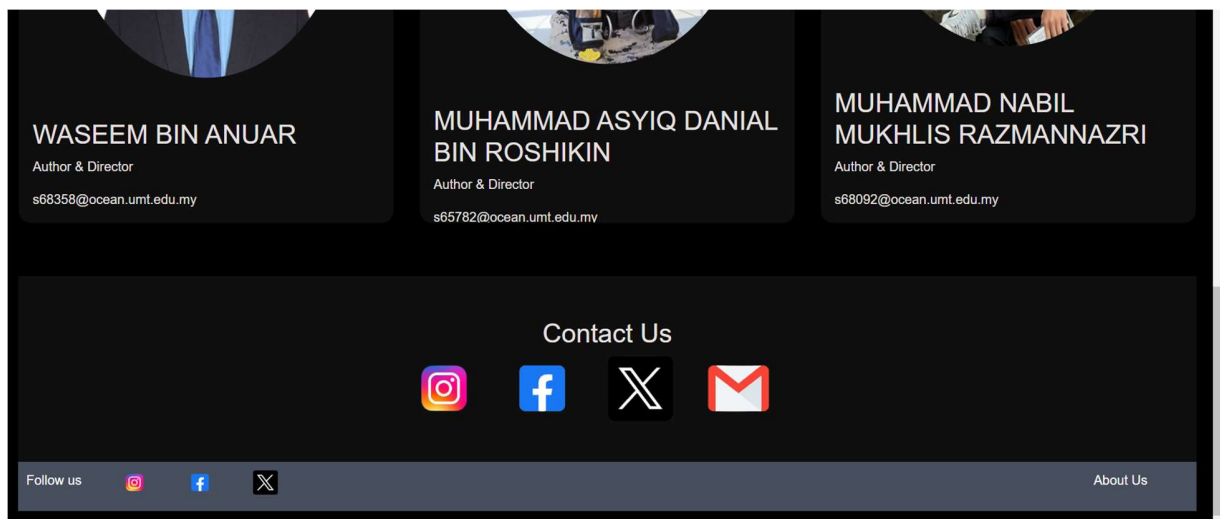 WASEEM BIN ANUAR
Author & Director
s68358@ocean.umt.edu.my
MUHAMMAD ASYIQ DANIAL
BIN ROSHIKIN
Author & Director
s65782@ocean.umt.edu.my
MUHAMMAD NABIL
MUKHLIS RAZMANNAZRI
Author & Director
s68092@ocean.umt.edu.my
Contact Us
Follow us
About Us